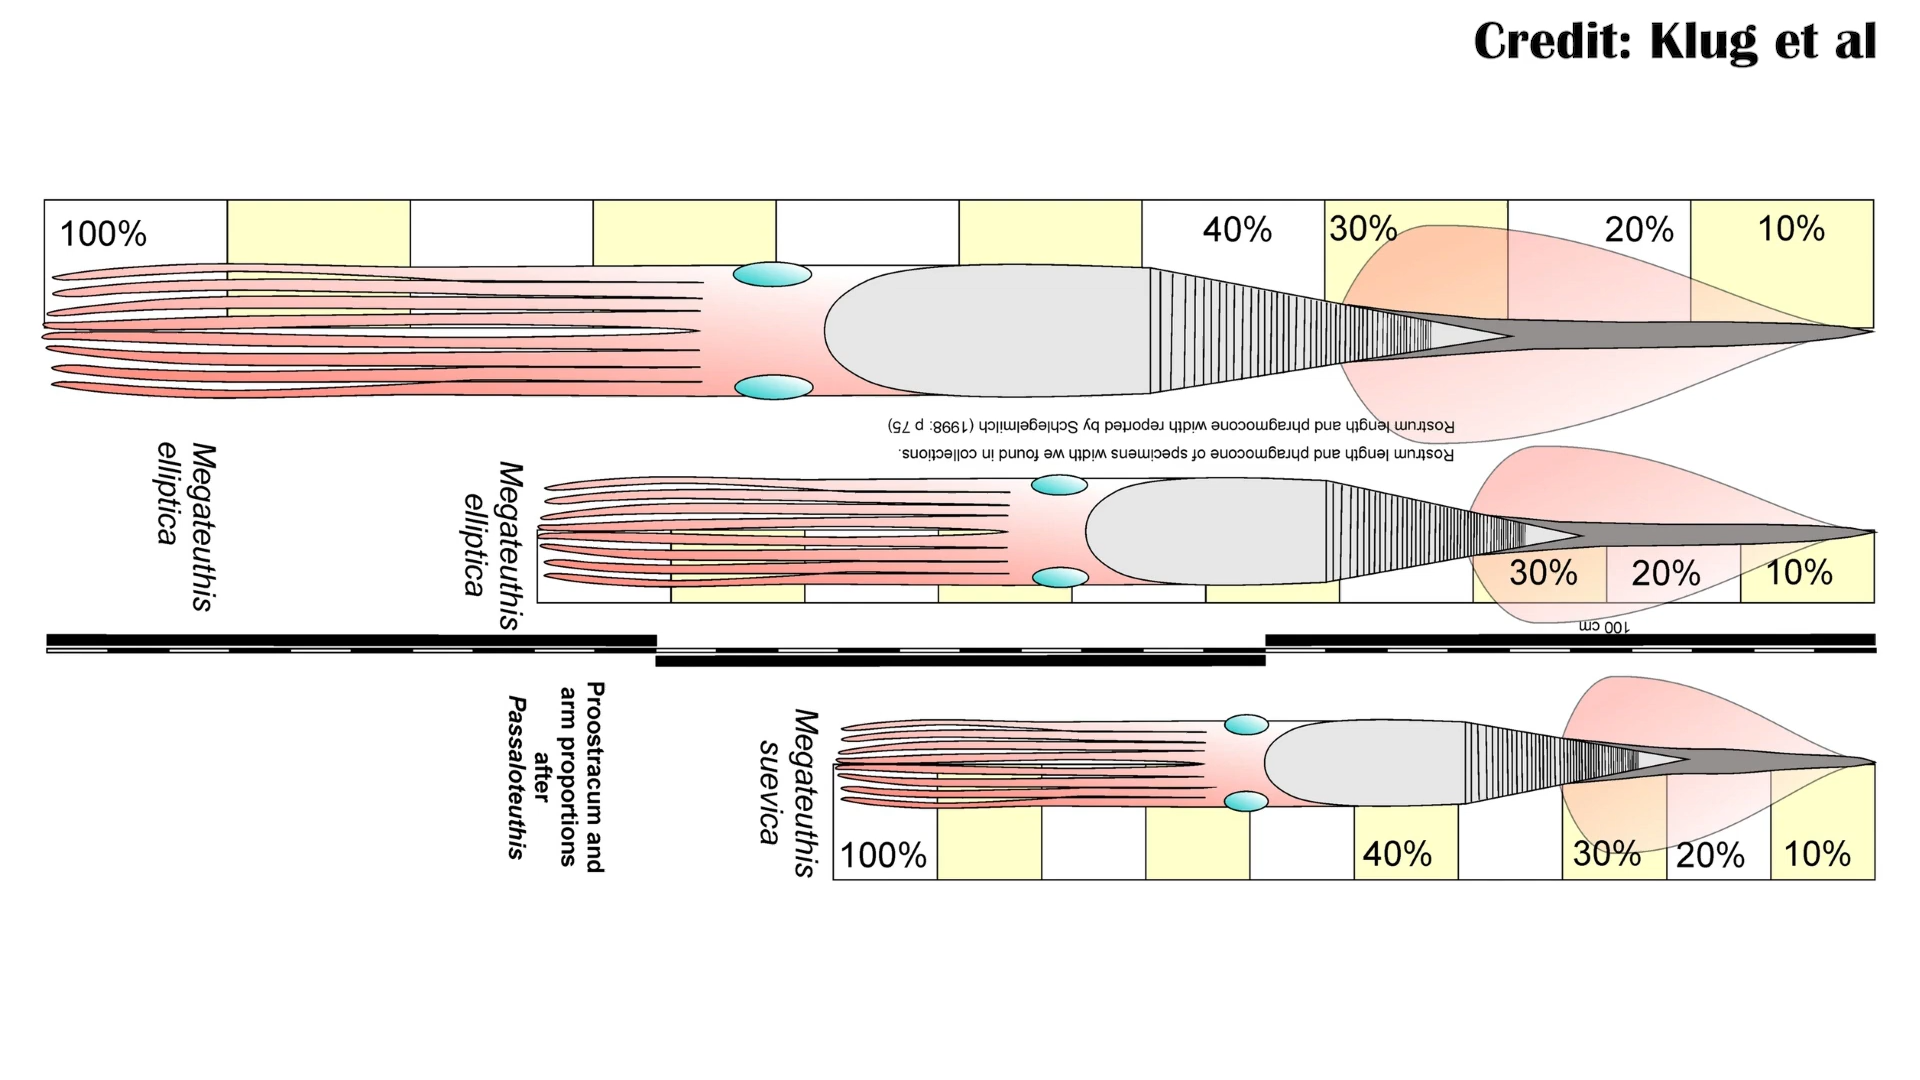 Credit: Klug et al
100%
40%
30%
20%
10%
Rostrum length and phragmocone width reported by Schlegelmilch (1998: p 75)
Rostrum length and phragmocone of specimens width we found in collections.
Megateuthis
elliptica
Megateuthis
elliptica
30%
20%
10%
100 cm
Proostracum and
arm proportions
after
Passaloteuthis
Megateuthis
suevica
100%
40%
30%
20%
10%